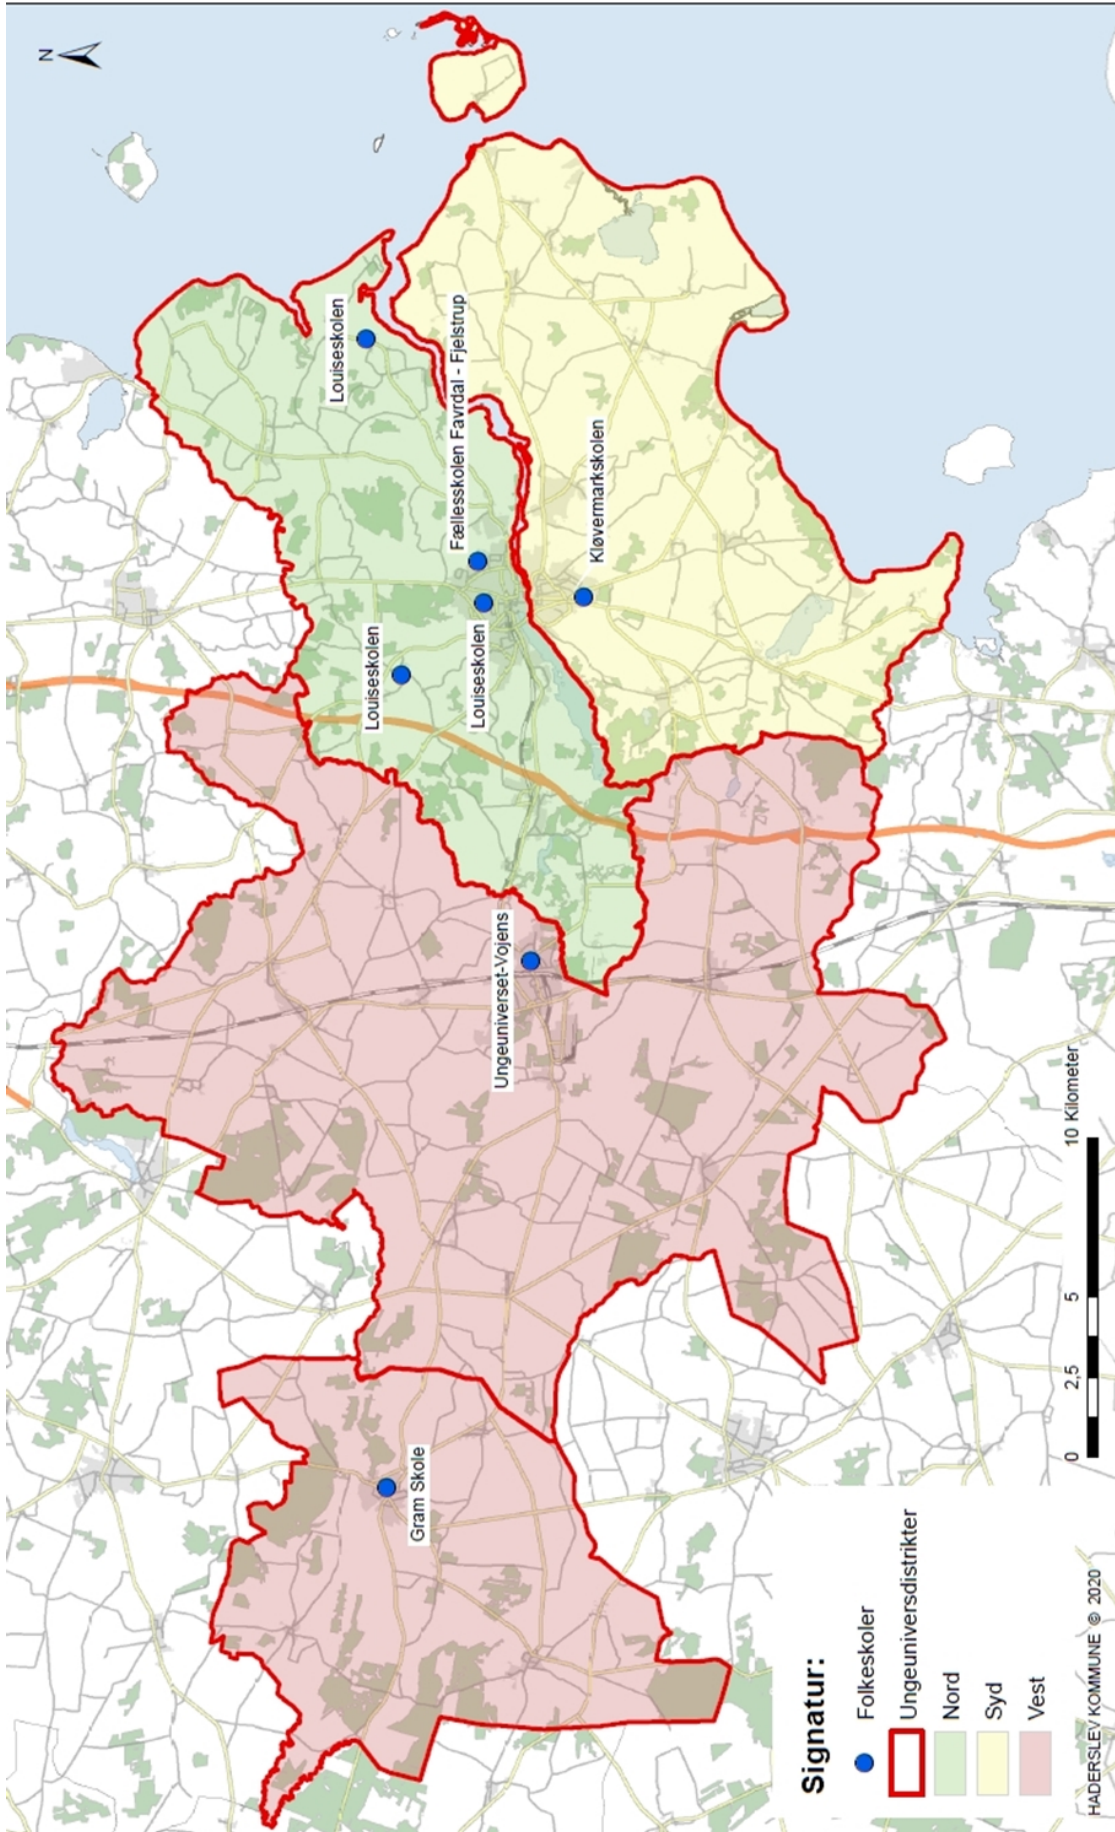 N
Louiseskolen
Fællesskolen Favrdal - Fjelstrup
Louiseskolen
Louiseskolen
Kløvermarkskolen
Ungeuniverset-Vojens
Gram Skole
Signatur:
Folkeskoler
Ungeuniversdistrikter
Nord
Syd
Vest
0 2,5 5 10 Kilometer
HADERSLEV KOMMUNE © 2020